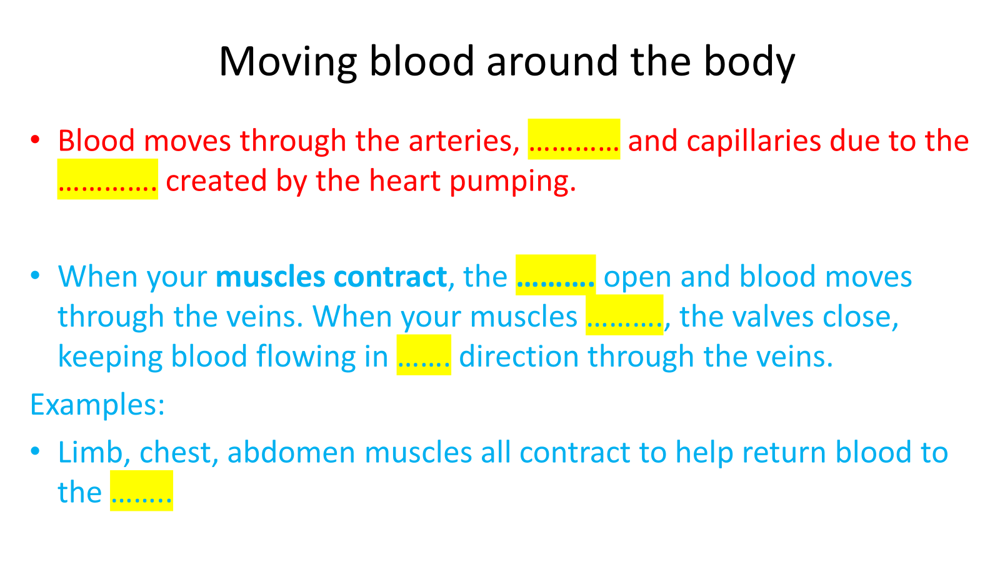 Moving blood around the body
• Blood moves through the arteries, ………… and capillaries due to the
…………. created by the heart pumping.
• When your muscles contract, the ………. open and blood moves
through the veins. When your muscles ………., the valves close,
keeping blood flowing in ……. direction through the veins.
Examples:
• Limb, chest, abdomen muscles all contract to help return blood to
the ……..